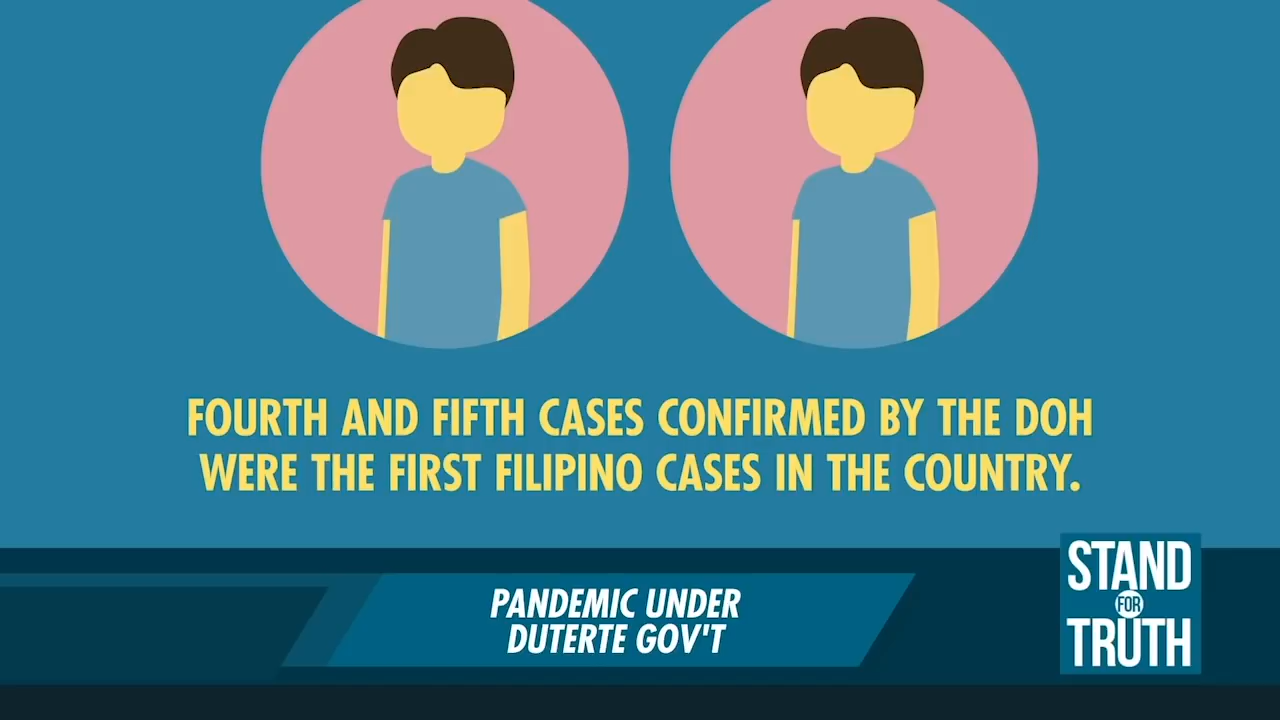 FOURTH AND FIFTH CASES CONFIRMED BY THE DOH
WERE THE FIRST FILIPINO CASES IN THE COUNTRY.
PANDEMIC UNDER
DUTERTE GOV'T
STAND
FOR
TRUTH